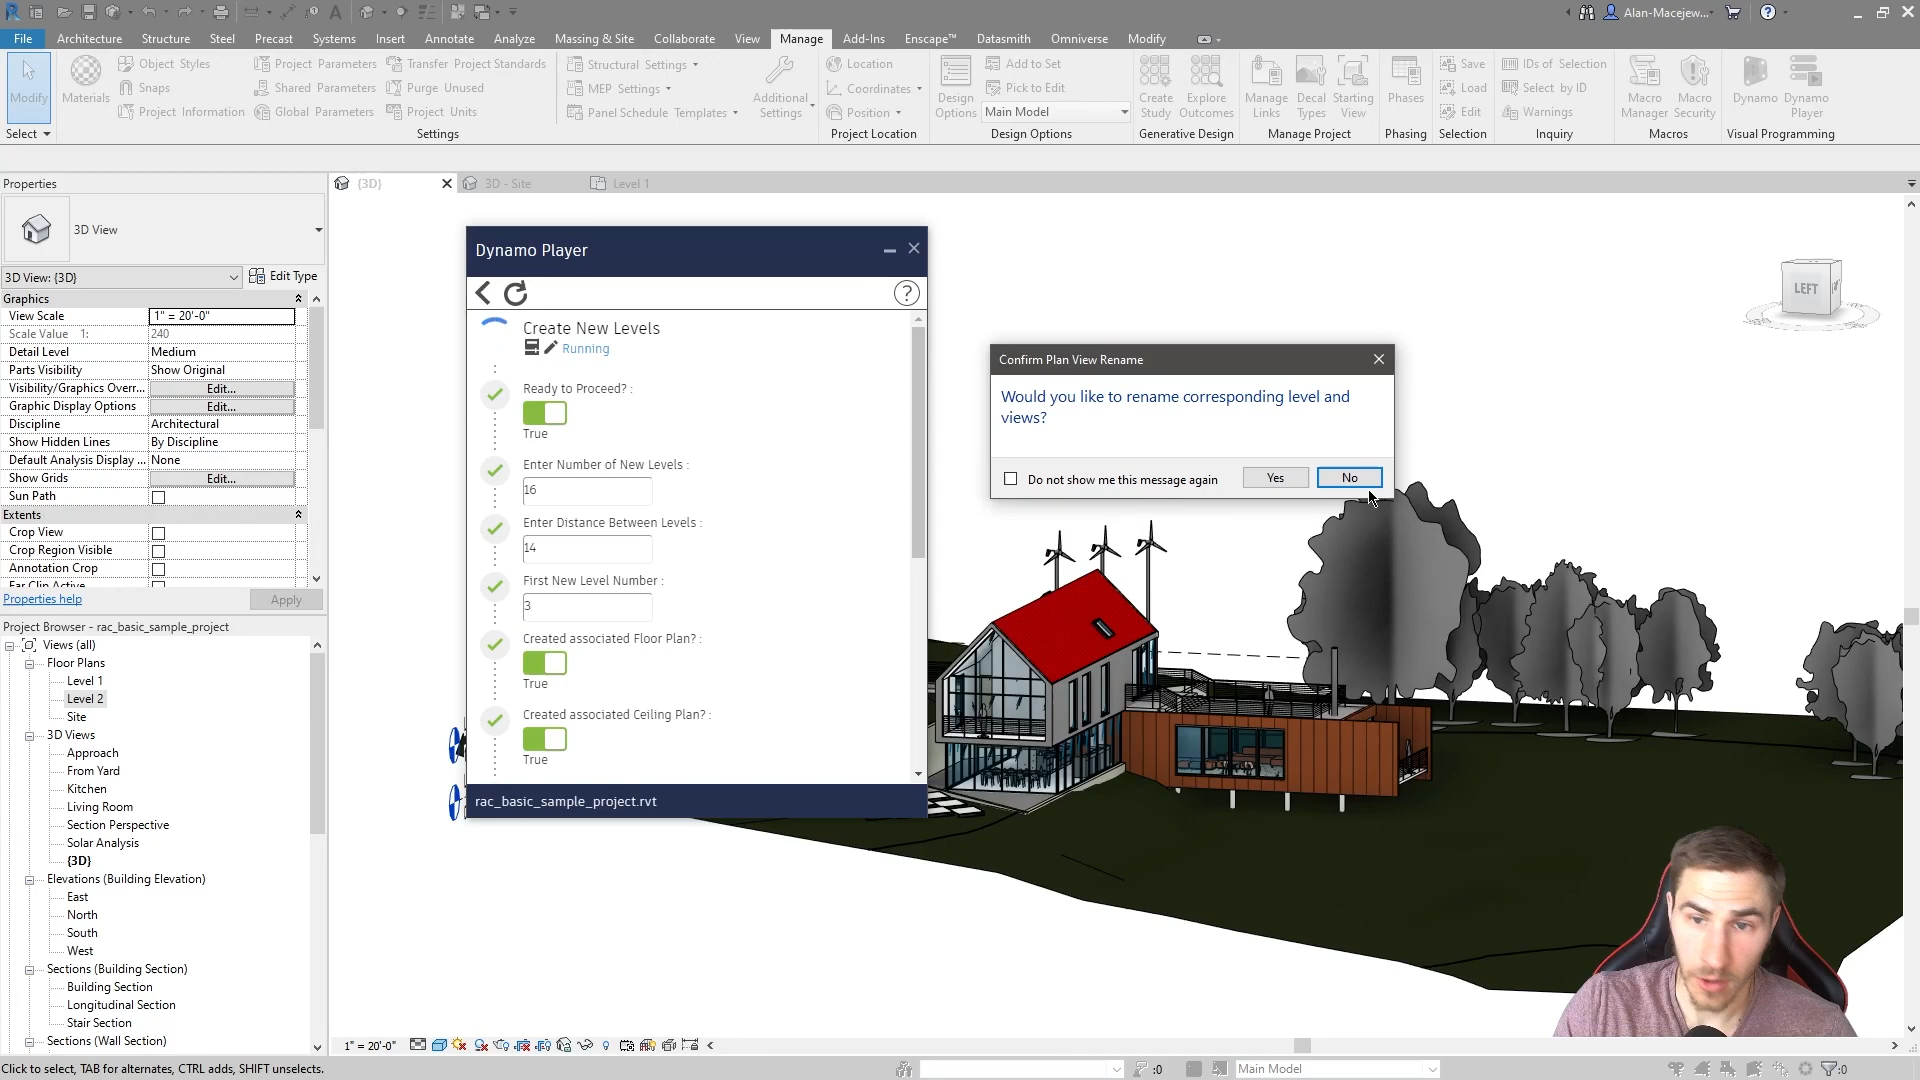 Alan-Macejew...
File Architecture Structure Steel Precast Systems Insert Annotate Analyze Massing & Site Collaborate View Manage Add-Ins Enscape™ Datasmith Omniverse Modify
Modify
Select
Materials
Object Styles
Snaps
Project Information
Project Parameters
Shared Parameters
Global Parameters
Transfer Project Standards
Purge Unused
Project Units
Settings
Structural Settings
MEP Settings
Panel Schedule Templates
Additional Settings
Location
Coordinates
Position
Project Location
Design Options
Add to Set
Pick to Edit
Main Model
Design Options
Create Study
Explore Outcomes
Generative Design
Manage Links
Decal Types
Starting View
Manage Project
Phases
Phasing
Save
Load
Edit
Selection
IDs of Selection
Select by ID
Warnings
Inquiry
Macro Manager
Macro Security
Macros
Dynamo
Dynamo Player
Visual Programming
Properties
3D View
3D View: {3D}
Edit Type
Graphics
View Scale 1" = 20'-0"
Scale Value 1: 240
Detail Level Medium
Parts Visibility Show Original
Visibility/Graphics Overr... Edit...
Graphic Display Options Edit...
Discipline Architectural
Show Hidden Lines By Discipline
Default Analysis Display ... None
Show Grids Edit...
Sun Path
Extents
Crop View
Crop Region Visible
Annotation Crop
Far Clip Active
Properties help
Apply
Project Browser - rac_basic_sample_project
Views (all)
Floor Plans
Level 1
Level 2
Site
3D Views
Approach
From Yard
Kitchen
Living Room
Section Perspective
Solar Analysis
{3D}
Elevations (Building Elevation)
East
North
South
West
Sections (Building Section)
Building Section
Longitudinal Section
Stair Section
Sections (Wall Section)
{3D} 3D - Site Level 1
Dynamo Player
Create New Levels
Running
Ready to Proceed? :
True
Enter Number of New Levels :
16
Enter Distance Between Levels :
14
First New Level Number :
3
Created associated Floor Plan? :
True
Created associated Ceiling Plan? :
True
rac_basic_sample_project.rvt
Confirm Plan View Rename
Would you like to rename corresponding level and
views?
Do not show me this message again
Yes
No
LEFT
1" = 20'-0"
Click to select, TAB for alternates, CTRL adds, SHIFT unselects.
:0
Main Model
:0